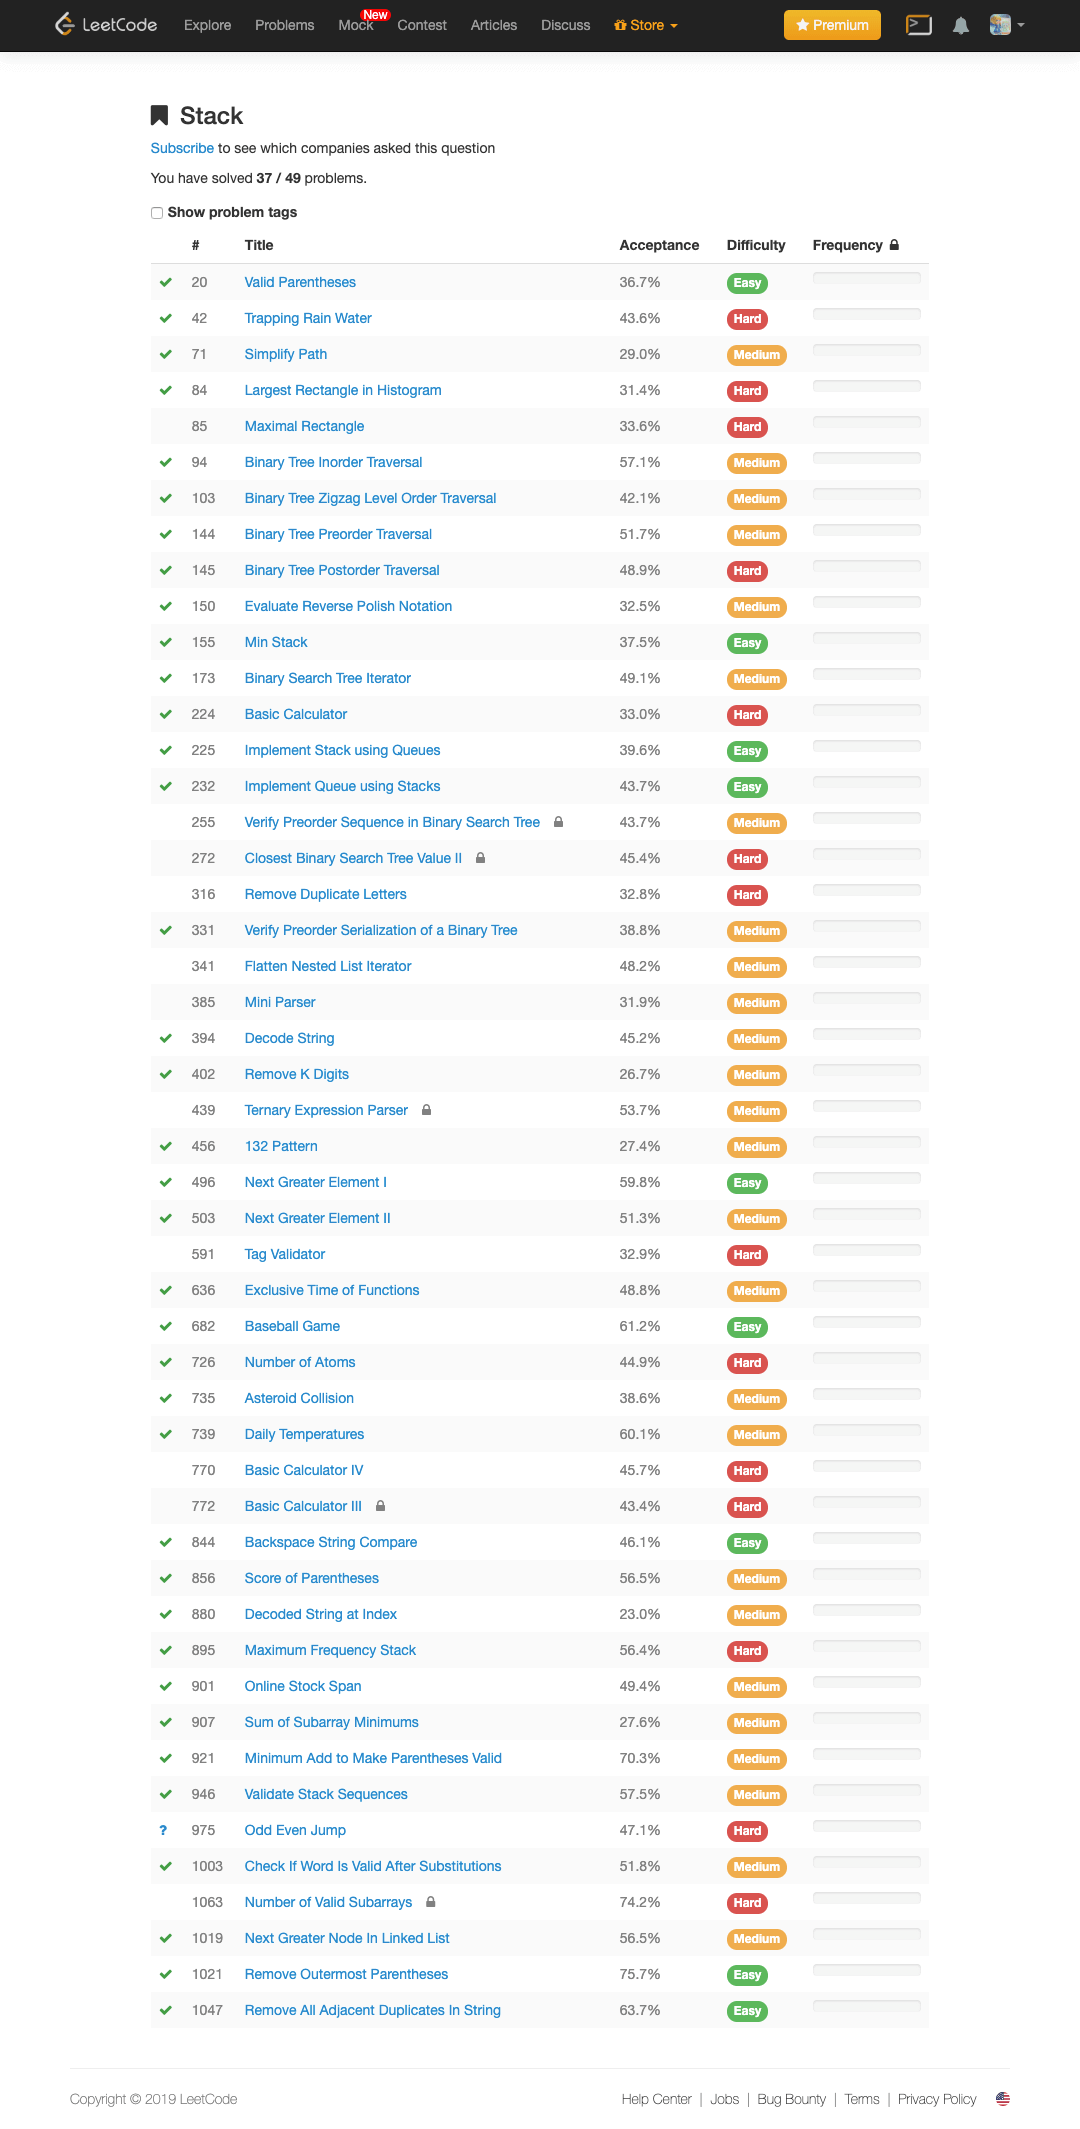 LeetCode Explore Problems Mock New Contest Articles Discuss Store Premium
Stack
Subscribe to see which companies asked this question
You have solved 37 / 49 problems.
Show problem tags
# Title Acceptance Difficulty Frequency
20 Valid Parentheses 36.7% Easy
42 Trapping Rain Water 43.6% Hard
71 Simplify Path 29.0% Medium
84 Largest Rectangle in Histogram 31.4% Hard
85 Maximal Rectangle 33.6% Hard
94 Binary Tree Inorder Traversal 57.1% Medium
103 Binary Tree Zigzag Level Order Traversal 42.1% Medium
144 Binary Tree Preorder Traversal 51.7% Medium
145 Binary Tree Postorder Traversal 48.9% Hard
150 Evaluate Reverse Polish Notation 32.5% Medium
155 Min Stack 37.5% Easy
173 Binary Search Tree Iterator 49.1% Medium
224 Basic Calculator 33.0% Hard
225 Implement Stack using Queues 39.6% Easy
232 Implement Queue using Stacks 43.7% Easy
255 Verify Preorder Sequence in Binary Search Tree 43.7% Medium
272 Closest Binary Search Tree Value II 45.4% Hard
316 Remove Duplicate Letters 32.8% Hard
331 Verify Preorder Serialization of a Binary Tree 38.8% Medium
341 Flatten Nested List Iterator 48.2% Medium
385 Mini Parser 31.9% Medium
394 Decode String 45.2% Medium
402 Remove K Digits 26.7% Medium
439 Ternary Expression Parser 53.7% Medium
456 132 Pattern 27.4% Medium
496 Next Greater Element I 59.8% Easy
503 Next Greater Element II 51.3% Medium
591 Tag Validator 32.9% Hard
636 Exclusive Time of Functions 48.8% Medium
682 Baseball Game 61.2% Easy
726 Number of Atoms 44.9% Hard
735 Asteroid Collision 38.6% Medium
739 Daily Temperatures 60.1% Medium
770 Basic Calculator IV 45.7% Hard
772 Basic Calculator III 43.4% Hard
844 Backspace String Compare 46.1% Easy
856 Score of Parentheses 56.5% Medium
880 Decoded String at Index 23.0% Medium
895 Maximum Frequency Stack 56.4% Hard
901 Online Stock Span 49.4% Medium
907 Sum of Subarray Minimums 27.6% Medium
921 Minimum Add to Make Parentheses Valid 70.3% Medium
946 Validate Stack Sequences 57.5% Medium
? 975 Odd Even Jump 47.1% Hard
1003 Check If Word Is Valid After Substitutions 51.8% Medium
1063 Number of Valid Subarrays 74.2% Hard
1019 Next Greater Node In Linked List 56.5% Medium
1021 Remove Outermost Parentheses 75.7% Easy
1047 Remove All Adjacent Duplicates In String 63.7% Easy
Copyright © 2019 LeetCode Help Center | Jobs | Bug Bounty | Terms | Privacy Policy